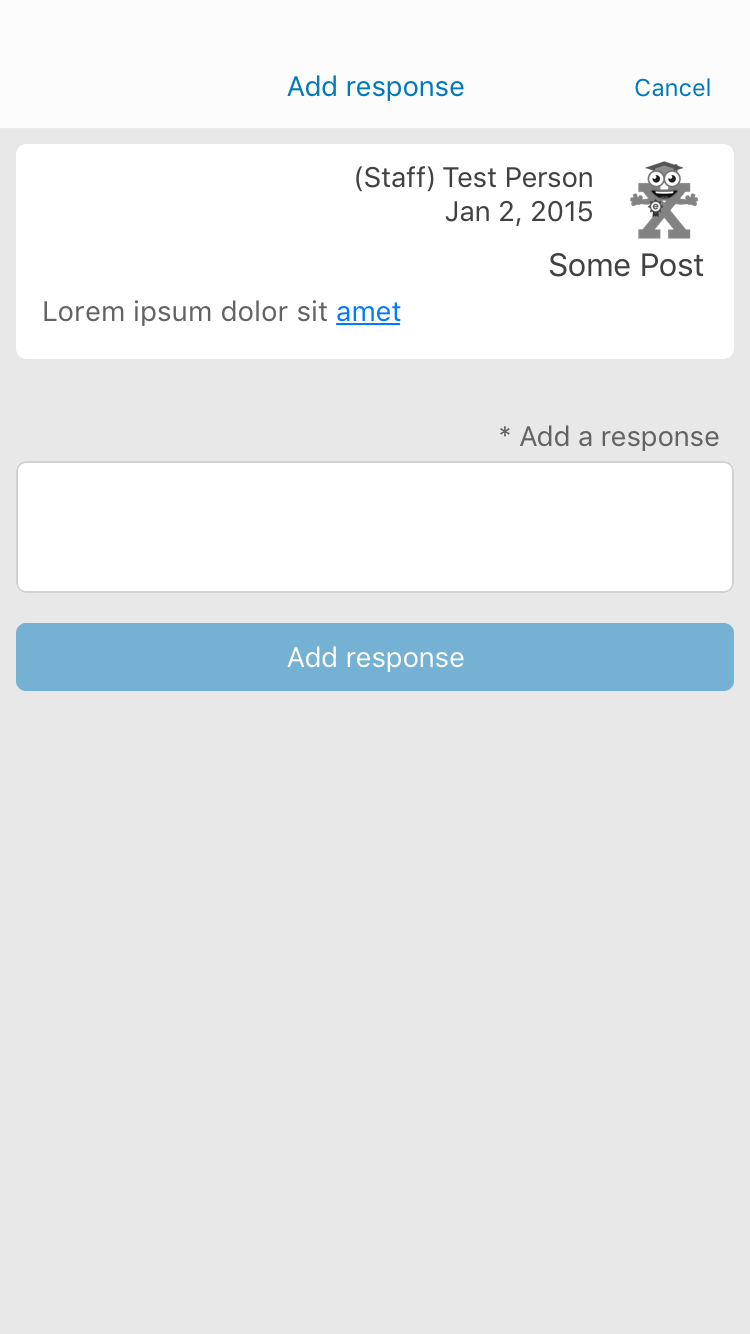 Add response
Cancel
(Staff) Test Person
Jan 2, 2015
Some Post
Lorem ipsum dolor sit amet
* Add a response
Add response